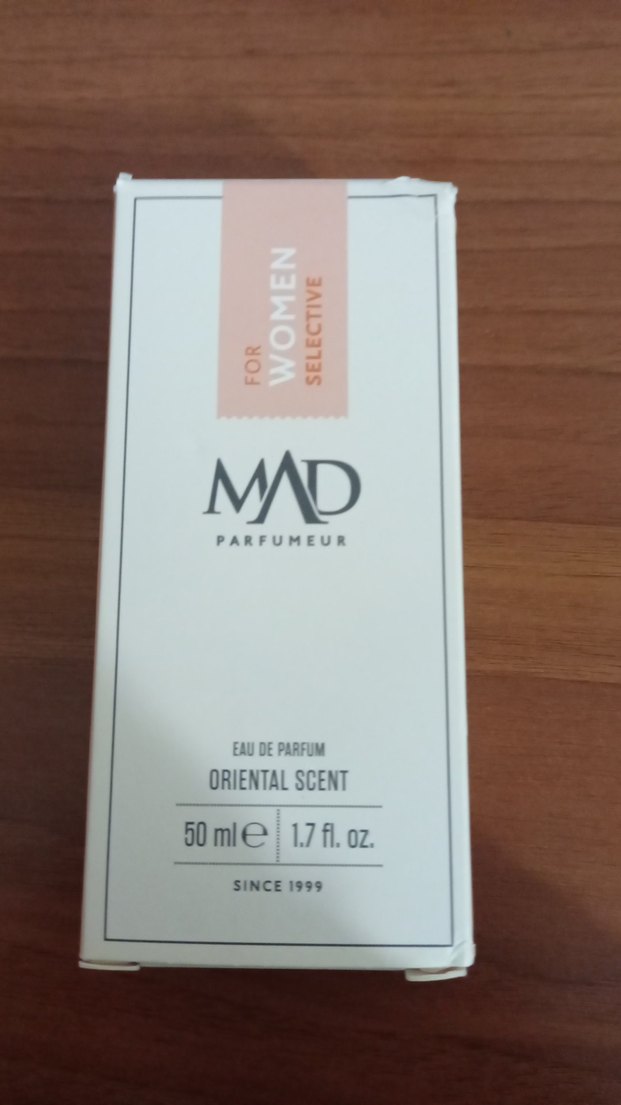 FOR
WOMEN
SELECTIVE
MAD
PARFUMEUR
EAU DE PARFUM
ORIENTAL SCENT
50 ml ℮ 1.7 fl. oz.
SINCE 1999